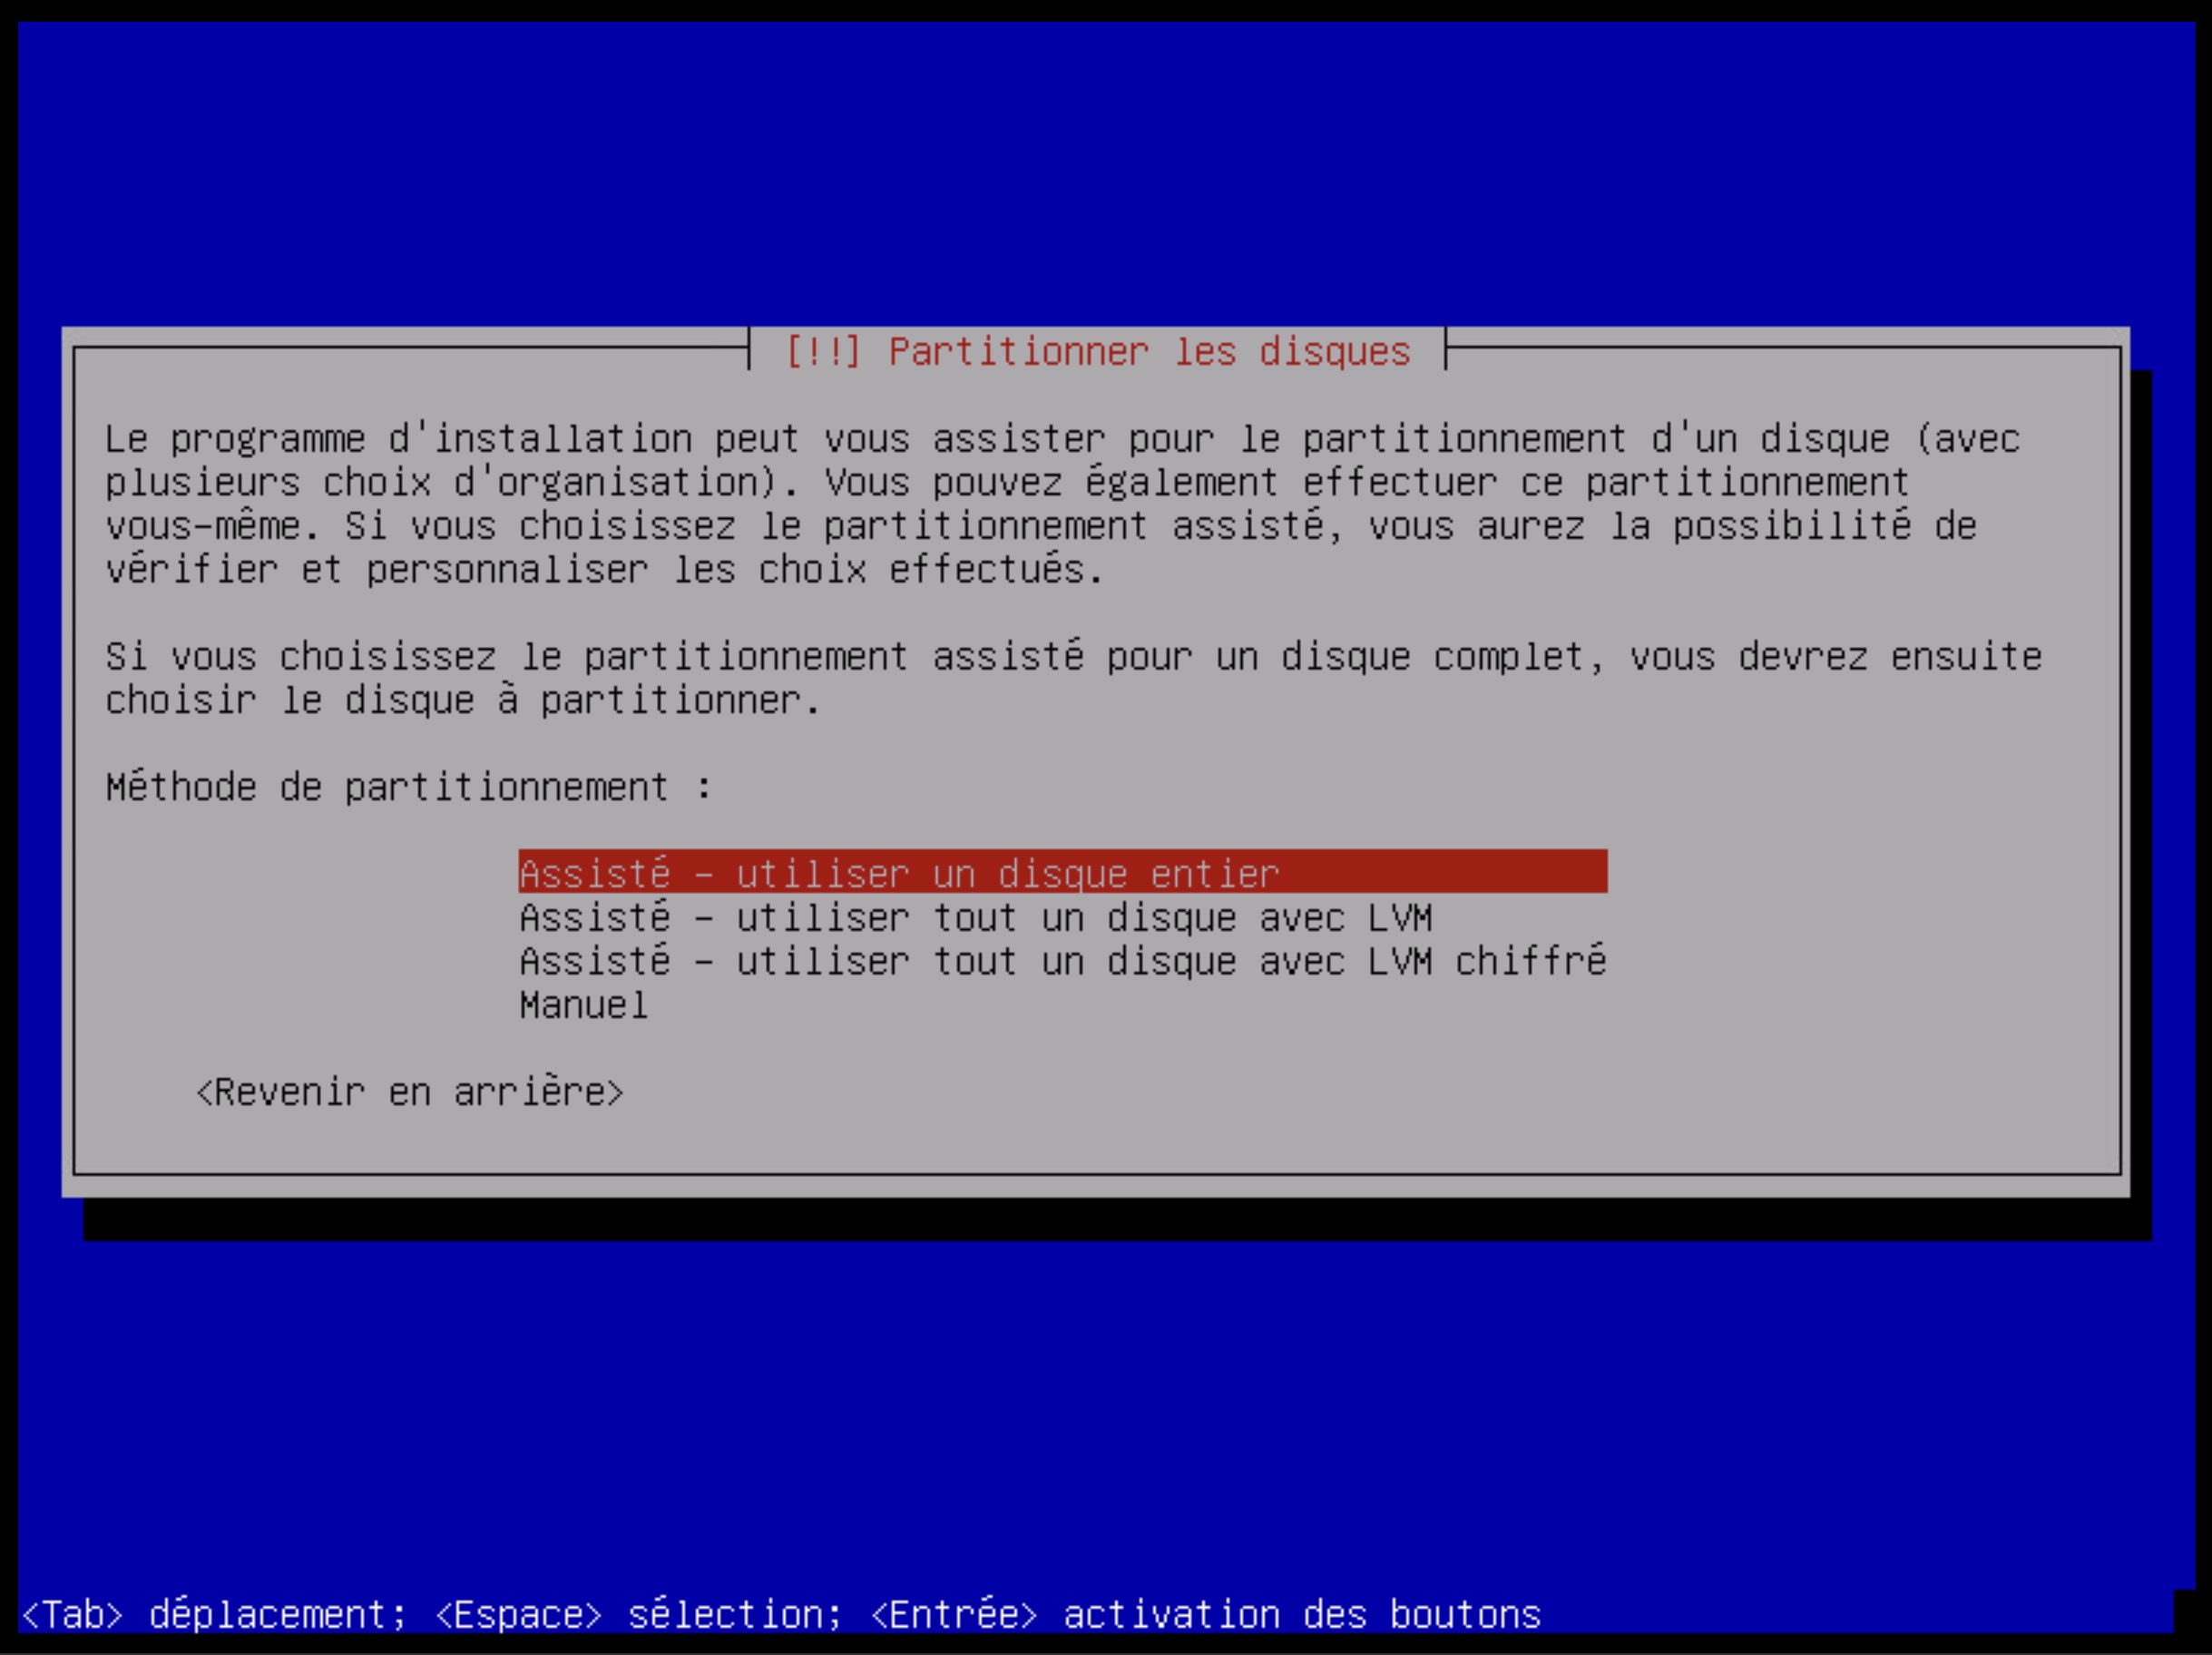 [!!] Partitionner les disques
Le programme d'installation peut vous assister pour le partitionnement d'un disque (avec
plusieurs choix d'organisation). Vous pouvez également effectuer ce partitionnement
vous-même. Si vous choisissez le partitionnement assisté, vous aurez la possibilité de
vérifier et personnaliser les choix effectués.
Si vous choisissez le partitionnement assisté pour un disque complet, vous devrez ensuite
choisir le disque à partitionner.
Méthode de partitionnement :
Assisté - utiliser un disque entier
Assisté - utiliser tout un disque avec LVM
Assisté - utiliser tout un disque avec LVM chiffré
Manuel
<Revenir en arrière>
<Tab> déplacement; <Espace> sélection; <Entrée> activation des boutons